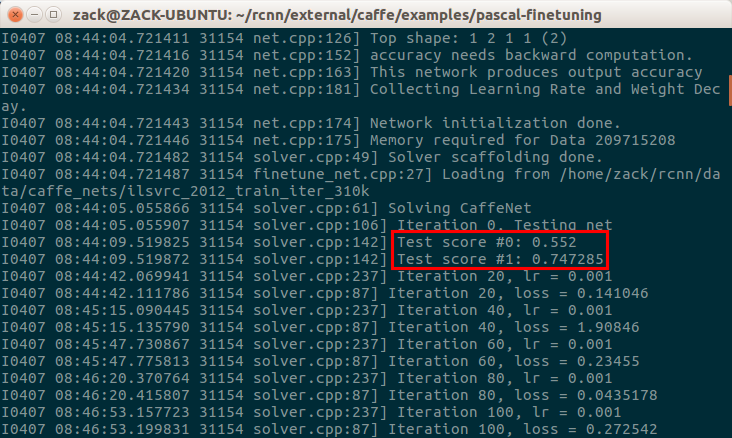 zack@ZACK-UBUNTU: ~/rcnn/external/caffe/examples/pascal-finetuning
I0407 08:44:04.721411 31154 net.cpp:126] Top shape: 1 2 1 1 (2)
I0407 08:44:04.721416 31154 net.cpp:152] accuracy needs backward computation.
I0407 08:44:04.721420 31154 net.cpp:163] This network produces output accuracy
I0407 08:44:04.721434 31154 net.cpp:181] Collecting Learning Rate and Weight Dec
ay.
I0407 08:44:04.721443 31154 net.cpp:174] Network initialization done.
I0407 08:44:04.721446 31154 net.cpp:175] Memory required for Data 209715208
I0407 08:44:04.721482 31154 solver.cpp:49] Solver scaffolding done.
I0407 08:44:04.721487 31154 finetune_net.cpp:27] Loading from /home/zack/rcnn/da
ta/caffe_nets/ilsvrc_2012_train_iter_310k
I0407 08:44:05.055866 31154 solver.cpp:61] Solving CaffeNet
I0407 08:44:05.055907 31154 solver.cpp:106] Iteration 0, Testing net
I0407 08:44:09.519825 31154 solver.cpp:142] Test score #0: 0.552
I0407 08:44:09.519872 31154 solver.cpp:142] Test score #1: 0.747285
I0407 08:44:42.069941 31154 solver.cpp:237] Iteration 20, lr = 0.001
I0407 08:44:42.111786 31154 solver.cpp:87] Iteration 20, loss = 0.141046
I0407 08:45:15.090445 31154 solver.cpp:237] Iteration 40, lr = 0.001
I0407 08:45:15.135790 31154 solver.cpp:87] Iteration 40, loss = 1.90846
I0407 08:45:47.730867 31154 solver.cpp:237] Iteration 60, lr = 0.001
I0407 08:45:47.775813 31154 solver.cpp:87] Iteration 60, loss = 0.23455
I0407 08:46:20.370764 31154 solver.cpp:237] Iteration 80, lr = 0.001
I0407 08:46:20.415807 31154 solver.cpp:87] Iteration 80, loss = 0.0435178
I0407 08:46:53.157723 31154 solver.cpp:237] Iteration 100, lr = 0.001
I0407 08:46:53.199831 31154 solver.cpp:87] Iteration 100, loss = 0.272542